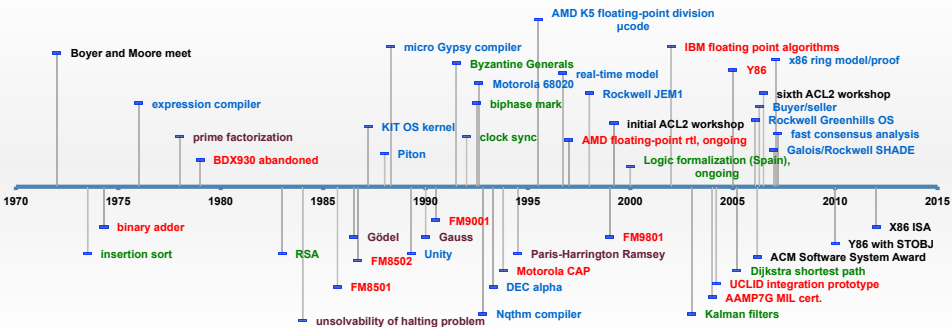 AMD K5 floating-point division
µcode
Boyer and Moore meet
micro Gypsy compiler
IBM floating point algorithms
Byzantine Generals
x86 ring model/proof
Y86
real-time model
Motorola 68020
Rockwell JEM1
sixth ACL2 workshop
expression compiler
biphase mark
Buyer/seller
Rockwell Greenhills OS
KIT OS kernel
initial ACL2 workshop
prime factorization
clock sync
AMD floating-point rtl, ongoing
fast consensus analysis
Piton
Galois/Rockwell SHADE
BDX930 abandoned
Logic formalization (Spain),
ongoing
1970 1975 1980 1985 1990 1995 2000 2005 2010 2015
FM9001
binary adder
X86 ISA
Gödel
Gauss
FM9801
Y86 with STOBJ
insertion sort
RSA
FM8502
Unity
Paris-Harrington Ramsey
ACM Software System Award
Motorola CAP
Dijkstra shortest path
FM8501
DEC alpha
UCLID integration prototype
AAMP7G MIL cert.
Nqthm compiler
Kalman filters
unsolvability of halting problem